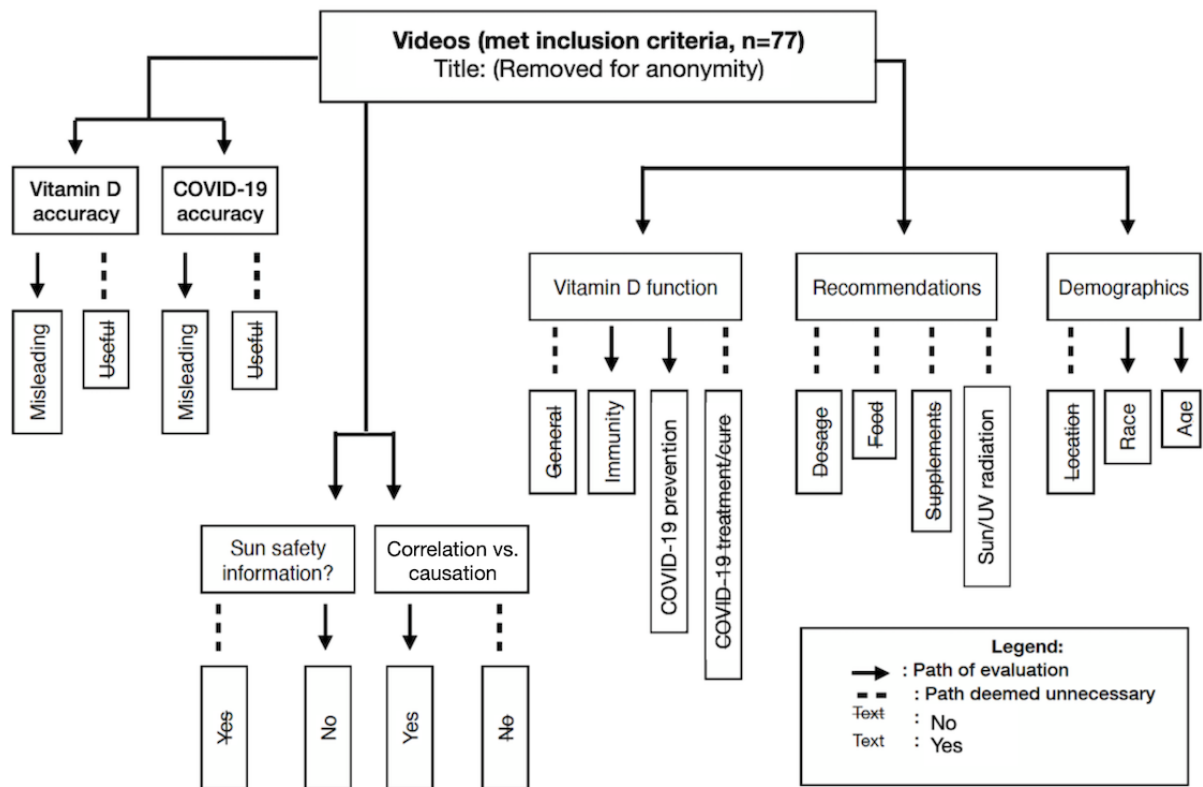 Videos (met inclusion criteria, n=77)
Title: (Removed for anonymity)
Vitamin D
accuracy
COVID-19
accuracy
Misleading
Useful
Misleading
Useful
Vitamin D function
Recommendations
Demographics
General
Immunity
COVID-19 prevention
COVID-19 treatment/cure
Dosage
Food
Supplements
Sun/UV radiation
Location
Race
Age
Sun safety
information?
Correlation vs.
causation
Yes
No
Yes
No
Legend:
: Path of evaluation
: Path deemed unnecessary
Text : No
Text : Yes